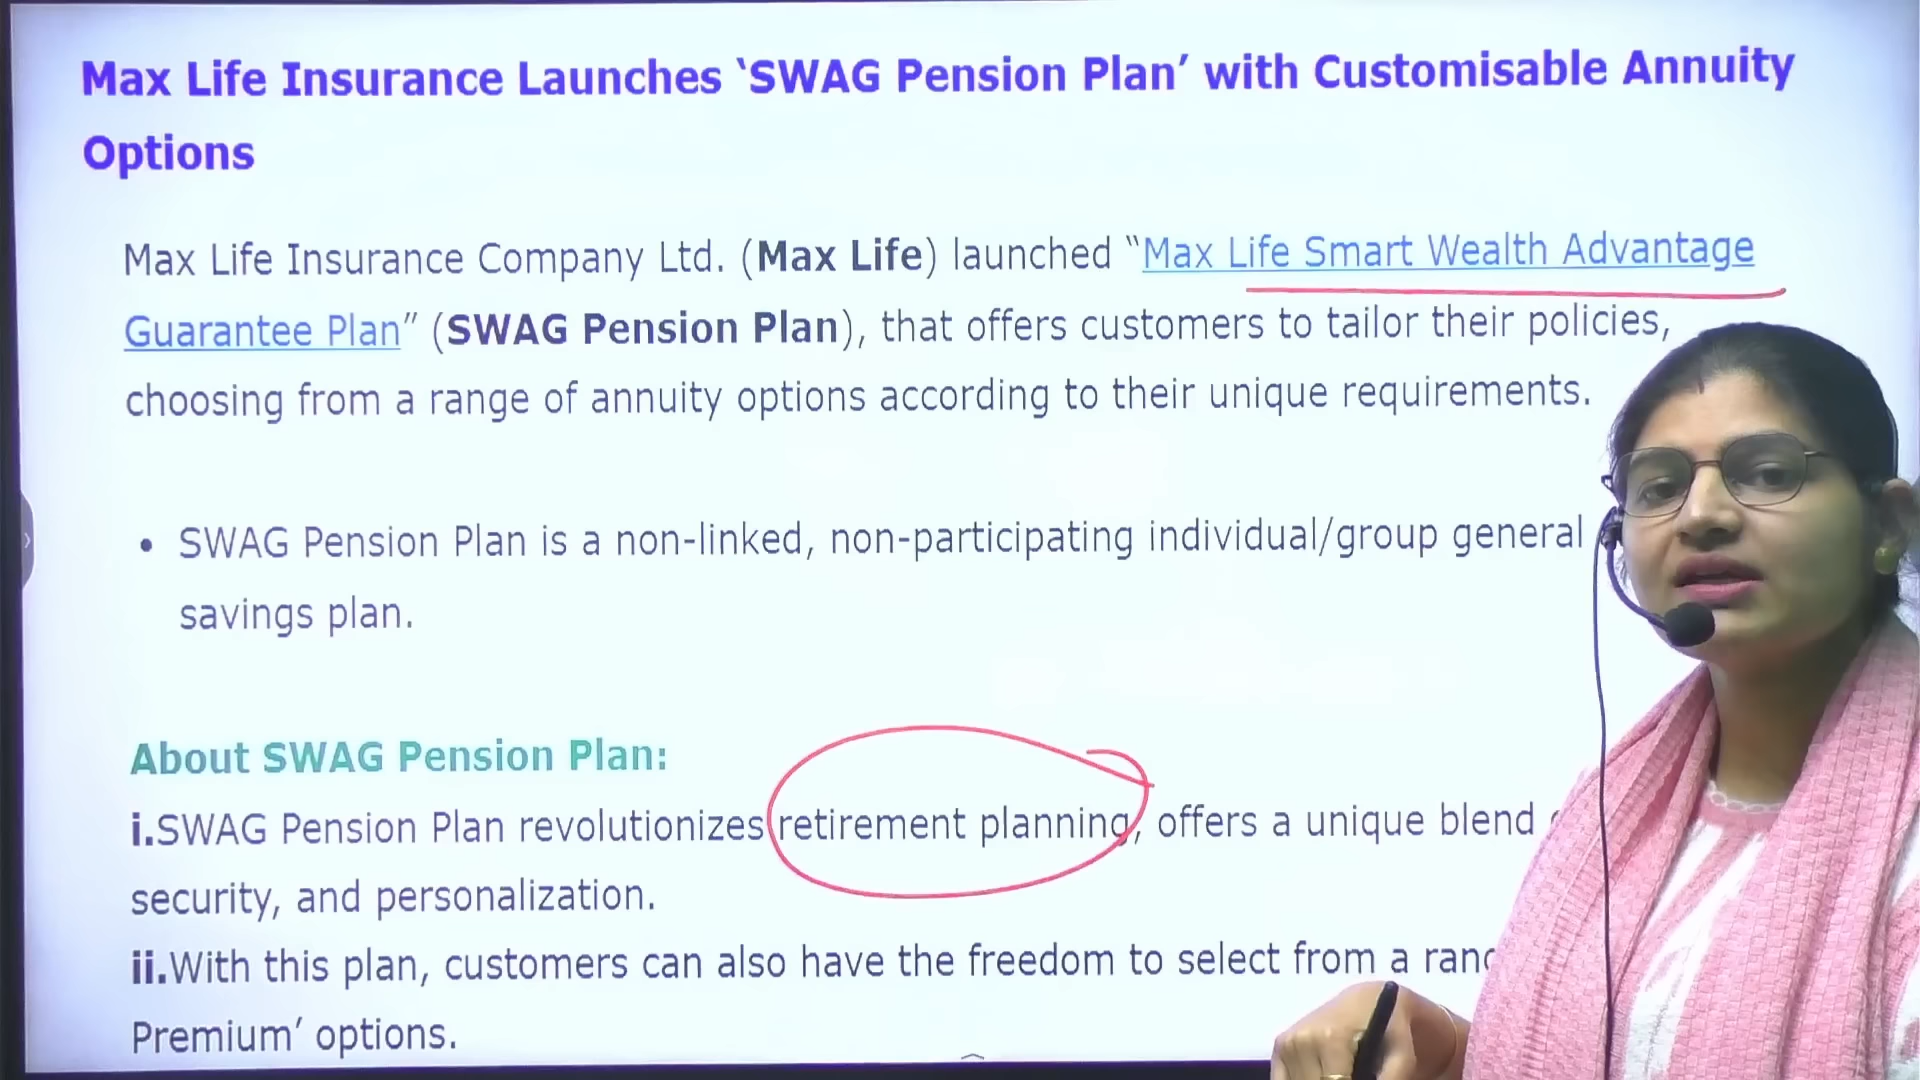 Max Life Insurance Launches ‘SWAG Pension Plan’ with Customisable Annuity
Options
Max Life Insurance Company Ltd. (Max Life) launched “Max Life Smart Wealth Advantage
Guarantee Plan” (SWAG Pension Plan), that offers customers to tailor their policies,
choosing from a range of annuity options according to their unique requirements.
• SWAG Pension Plan is a non-linked, non-participating individual/group general
savings plan.
About SWAG Pension Plan:
i.SWAG Pension Plan revolutionizes retirement planning, offers a unique blend
security, and personalization.
ii.With this plan, customers can also have the freedom to select from a
Premium’ options.